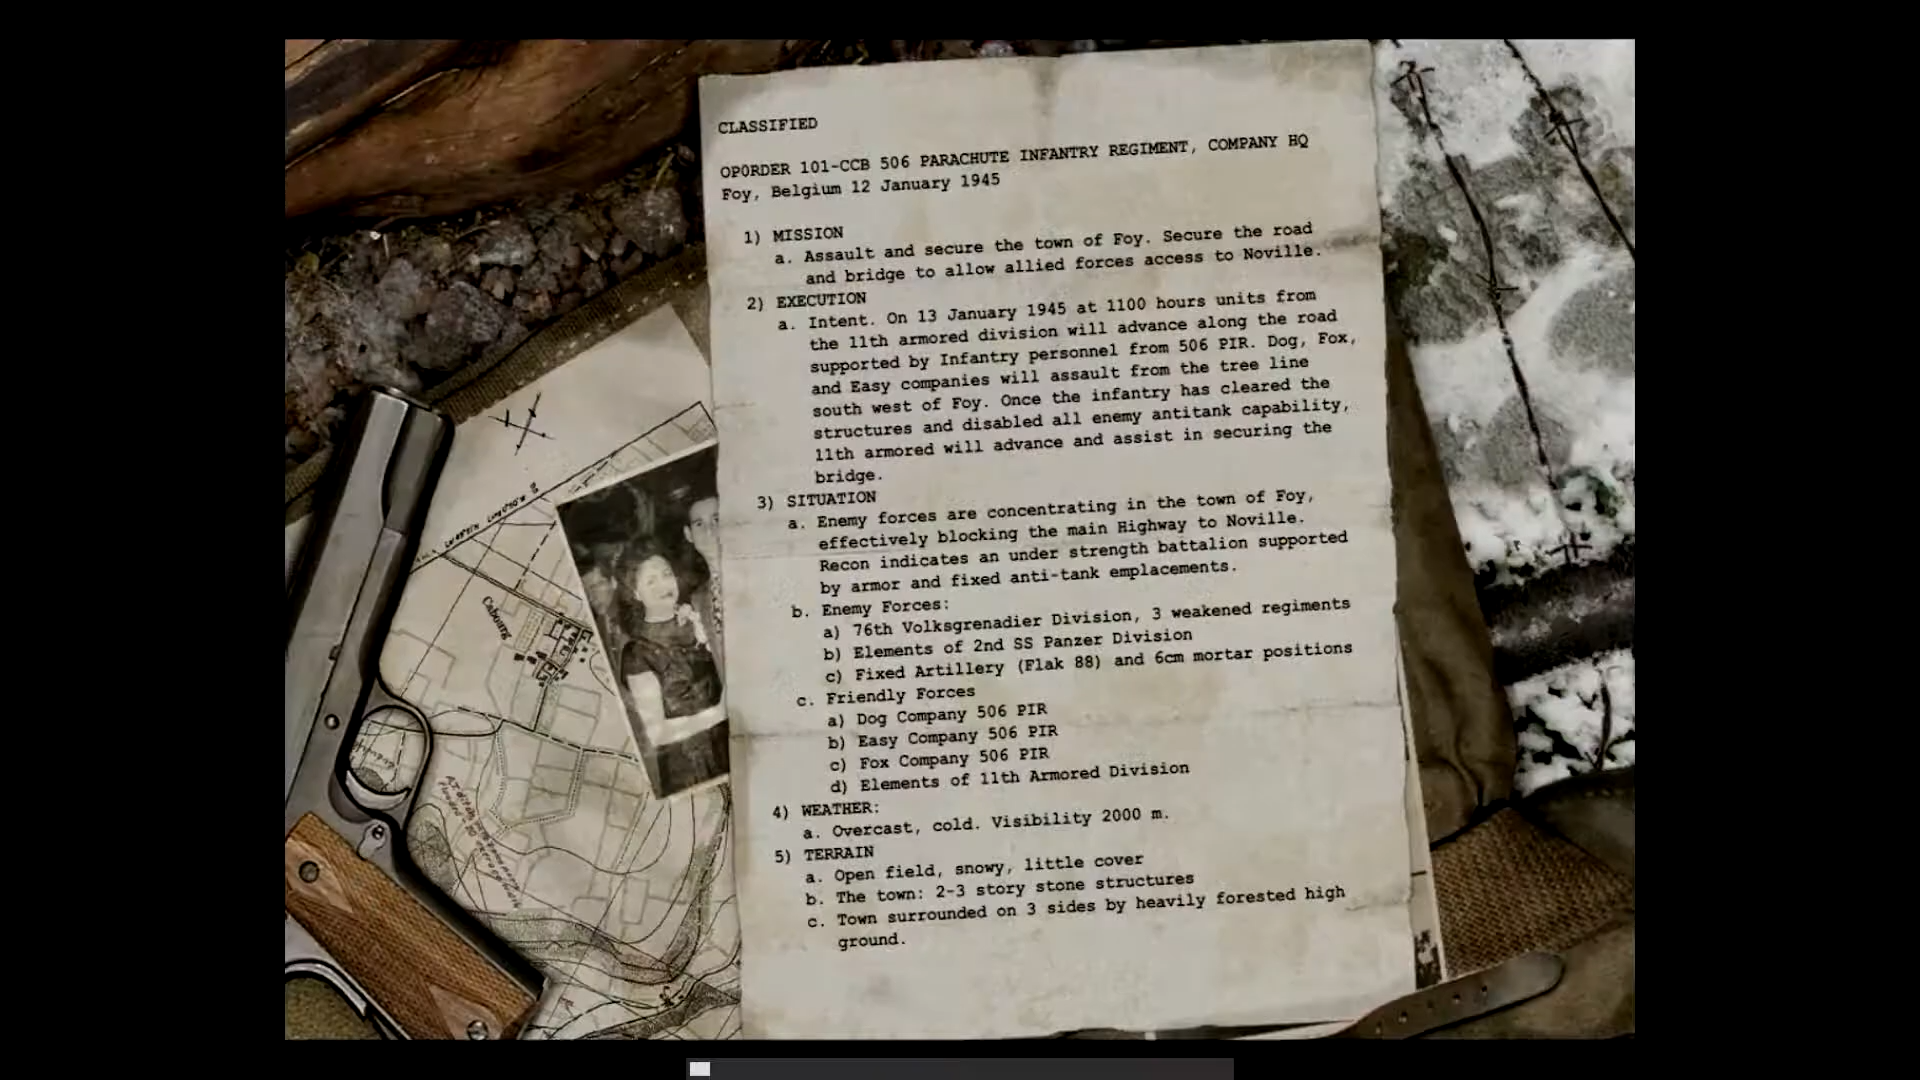 CLASSIFIED
OPORDER 101-CCB 506 PARACHUTE INFANTRY REGIMENT, COMPANY HQ
Foy, Belgium 12 January 1945
1) MISSION
a. Assault and secure the town of Foy. Secure the road
and bridge to allow allied forces access to Noville.
2) EXECUTION
a. Intent. On 13 January 1945 at 1100 hours units from
the 11th armored division will advance along the road
supported by Infantry personnel from 506 PIR. Dog, Fox,
and Easy companies will assault from the tree line
south west of Foy. Once the infantry has cleared the
structures and disabled all enemy antitank capability,
11th armored will advance and assist in securing the
bridge.
3) SITUATION
a. Enemy forces are concentrating in the town of Foy,
effectively blocking the main Highway to Noville.
Recon indicates an under strength battalion supported
by armor and fixed anti-tank emplacements.
b. Enemy Forces:
a) 76th Volksgrenadier Division, 3 weakened regiments
b) Elements of 2nd SS Panzer Division
c) Fixed Artillery (Flak 88) and 6cm mortar positions
c. Friendly Forces
a) Dog Company 506 PIR
b) Easy Company 506 PIR
c) Fox Company 506 PIR
d) Elements of 11th Armored Division
4) WEATHER:
a. Overcast, cold. Visibility 2000 m.
5) TERRAIN
a. Open field, snowy, little cover
b. The town: 2-3 story stone structures
c. Town surrounded on 3 sides by heavily forested high
ground.
Cabourg